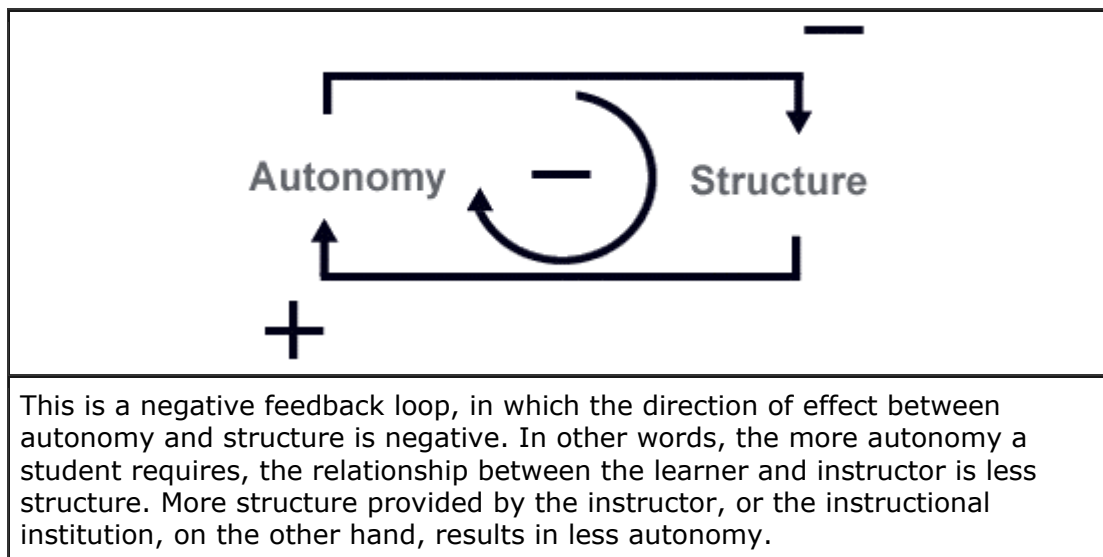 −
Autonomy − Structure
+
This is a negative feedback loop, in which the direction of effect between
autonomy and structure is negative. In other words, the more autonomy a
student requires, the relationship between the learner and instructor is less
structure. More structure provided by the instructor, or the instructional
institution, on the other hand, results in less autonomy.